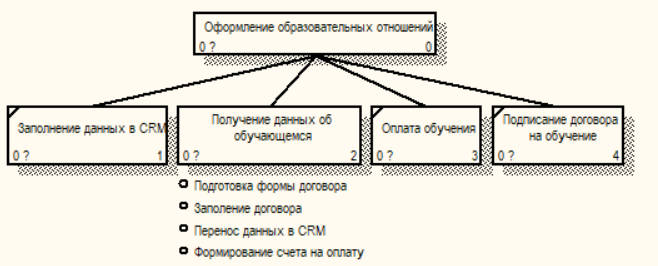 Оформление образовательных отношений
0 ? 0
Заполнение данных в CRM
0 ? 1
Получение данных об
обучающемся
0 ? 2
Оплата обучения
0 ? 3
Подписание договора
на обучение
0 ? 4
Подготовка формы договора
Заполение договора
Перенос данных в CRM
Формирование счета на оплату